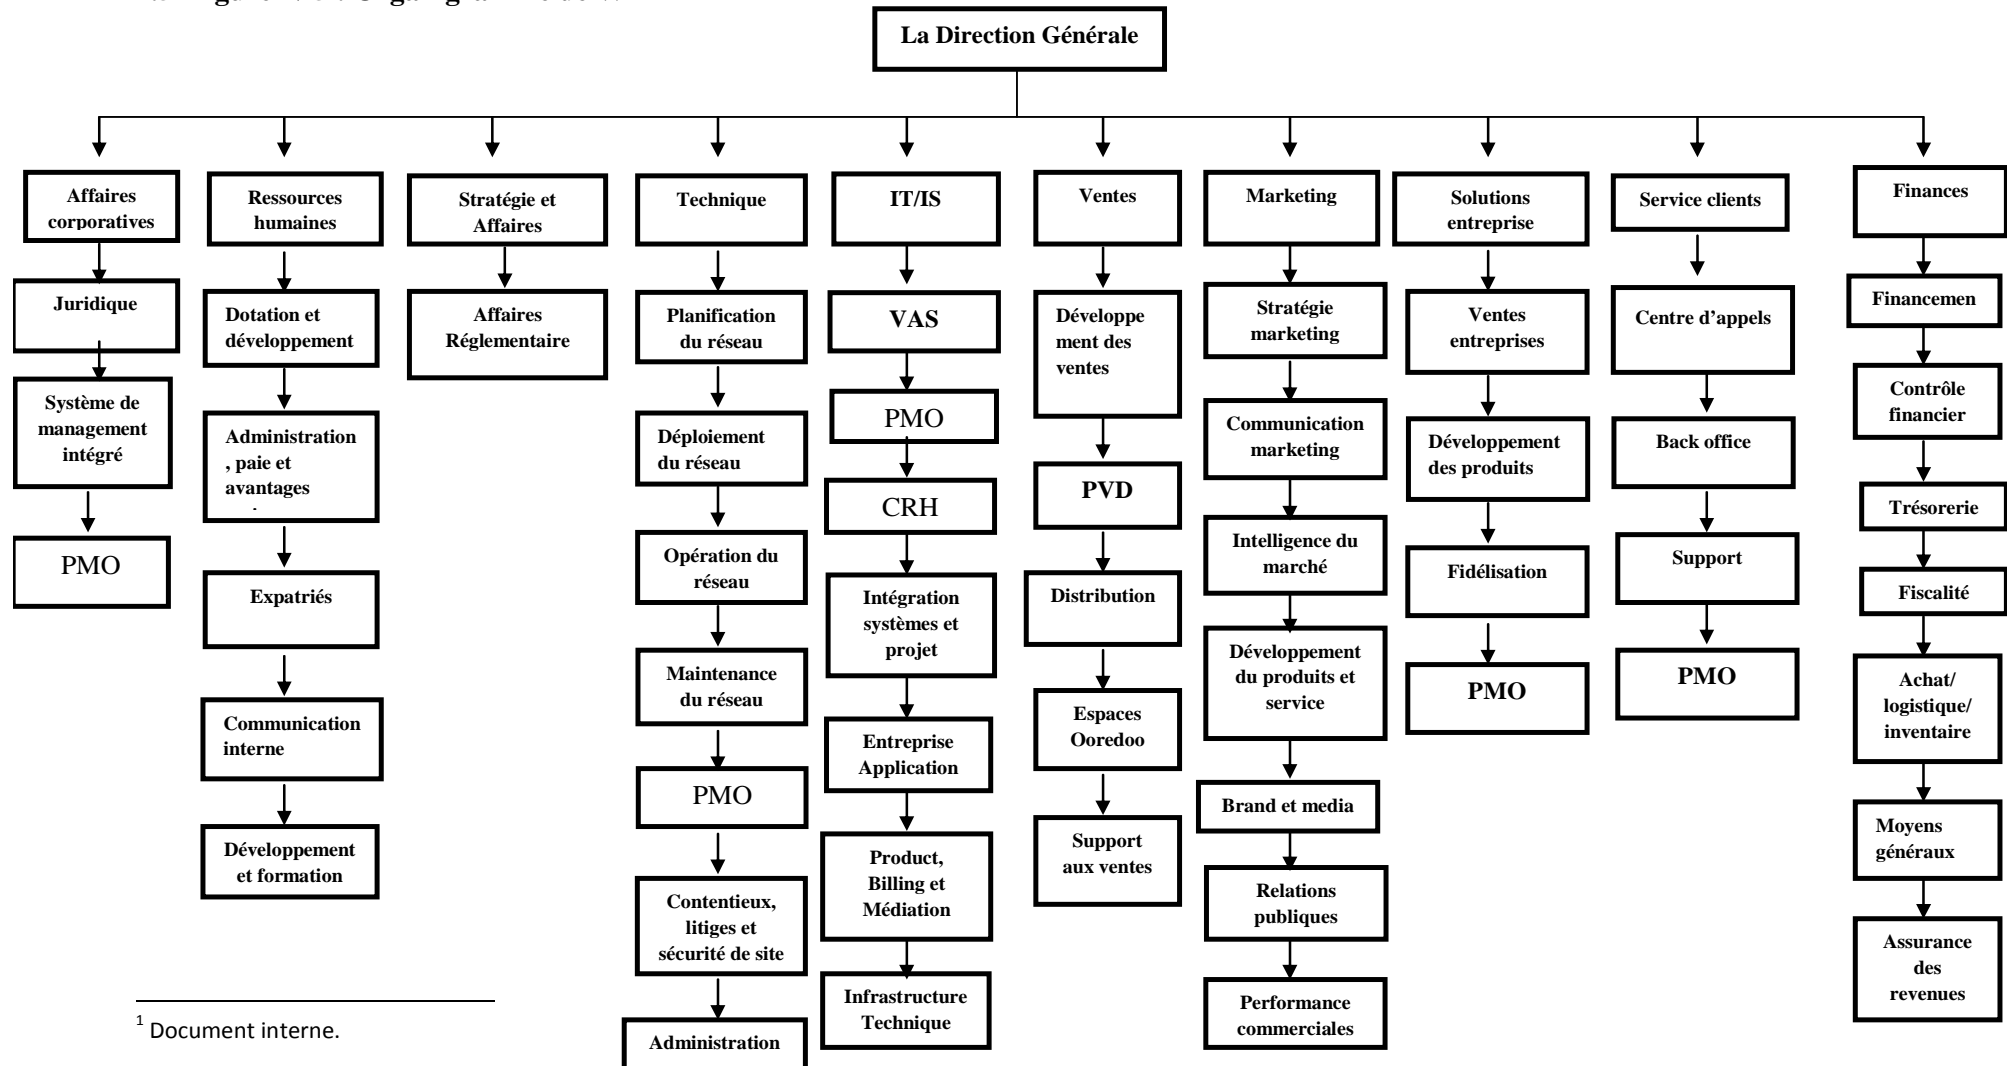 La Direction Générale
Affaires
corporatives
Juridique
Système de
management
intégré
PMO
Ressources
humaines
Dotation et
développement
Administration
, paie et
avantages
Expatriés
Communication
interne
Développement
et formation
Stratégie et
Affaires
Affaires
Réglementaire
Technique
Planification
du réseau
Déploiement
du réseau
Opération du
réseau
Maintenance
du réseau
PMO
Contentieux,
litiges et
sécurité de site
Administration
IT/IS
VAS
PMO
CRH
Intégration
systèmes et
projet
Entreprise
Application
Product,
Billing et
Médiation
Infrastructure
Technique
Ventes
Développe
ment des
ventes
PVD
Distribution
Espaces
Ooredoo
Support
aux ventes
Marketing
Stratégie
marketing
Communication
marketing
Intelligence du
marché
Développement
du produits et
service
Brand et media
Relations
publiques
Performance
commerciales
Solutions
entreprise
Ventes
entreprises
Développement
des produits
Fidélisation
PMO
Service clients
Centre d’appels
Back office
Support
PMO
Finances
Financemen
Contrôle
financier
Trésorerie
Fiscalité
Achat/
logistique/
inventaire
Moyens
généraux
Assurance
des
revenues
1 Document interne.